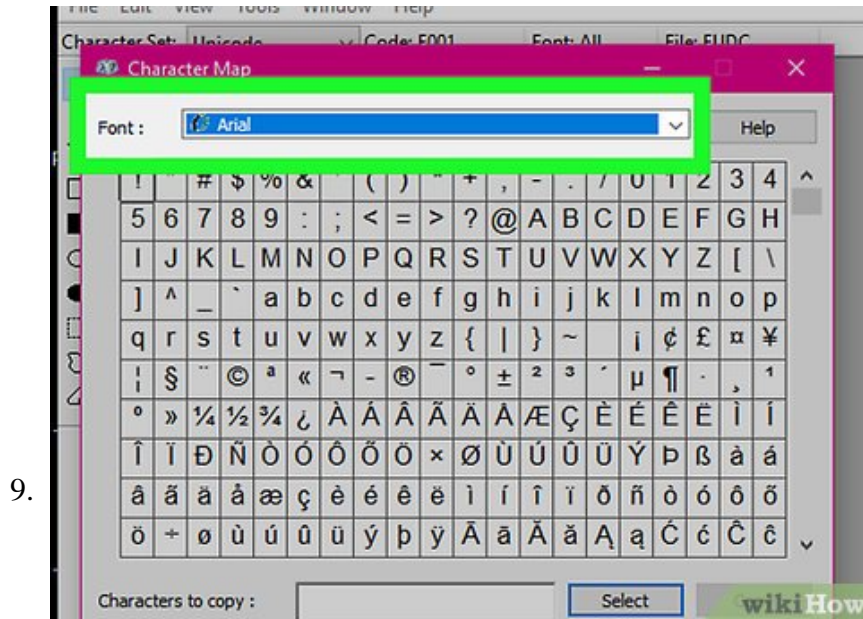 File Edit View Tools Window Help
Character Set: Unicode Code: F001 Font: All File: EUDC
Character Map
Font : Arial Help
! " # $ % & ' ( ) * + , - . / 0 1 2 3 4
5 6 7 8 9 : ; < = > ? @ A B C D E F G H
I J K L M N O P Q R S T U V W X Y Z [ \
] ^ _ ` a b c d e f g h i j k l m n o p
q r s t u v w x y z { | } ~ ¡ ¢ £ ¤ ¥
¦ § ¨ © ª « ¬ - ® ¯ ° ± ² ³ ´ µ ¶ · ¸ ¹
º » ¼ ½ ¾ ¿ À Á Â Ã Ä Å Æ Ç È É Ê Ë Ì Í
Î Ï Ð Ñ Ò Ó Ô Õ Ö × Ø Ù Ú Û Ü Ý Þ ß à á
9.
â ã ä å æ ç è é ê ë ì í î ï ð ñ ò ó ô õ
ö ÷ ø ù ú û ü ý þ ÿ Ā ā Ă ă Ą ą Ć ć Ĉ ĉ
Characters to copy : Select
wikiHow